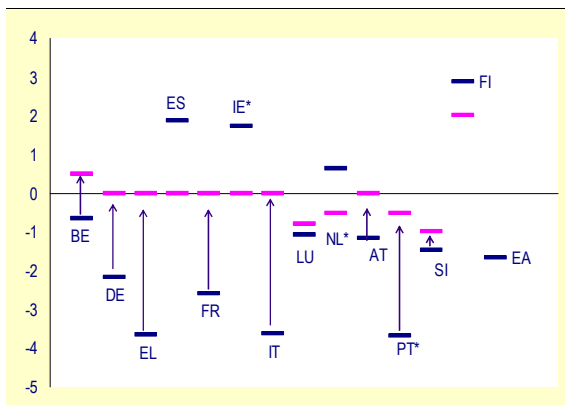 4
3
2
1
0
-1
-2
-3
-4
-5
FI
ES
IE*
BE
DE
EL
FR
IT
LU
NL*
AT
PT*
SI
EA